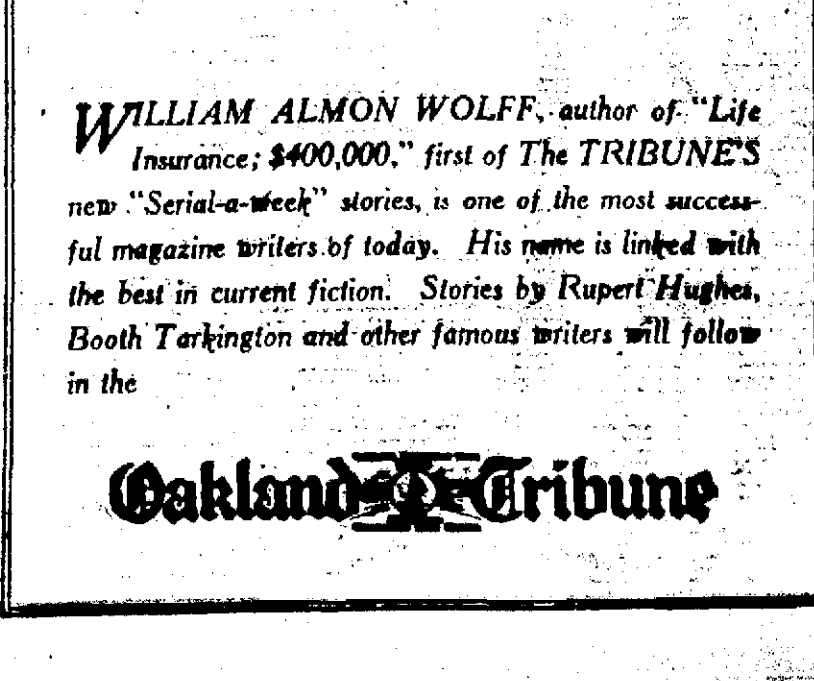 WILLIAM ALMON WOLFF, author of "Life
Insurance; $400,000," first of The TRIBUNE'S
new "Serial-a-week" stories, is one of the most success-
ful magazine writers of today. His name is linked with
the best in current fiction. Stories by Rupert Hughes,
Booth Tarkington and other famous writers will follow
in the
Oakland Tribune